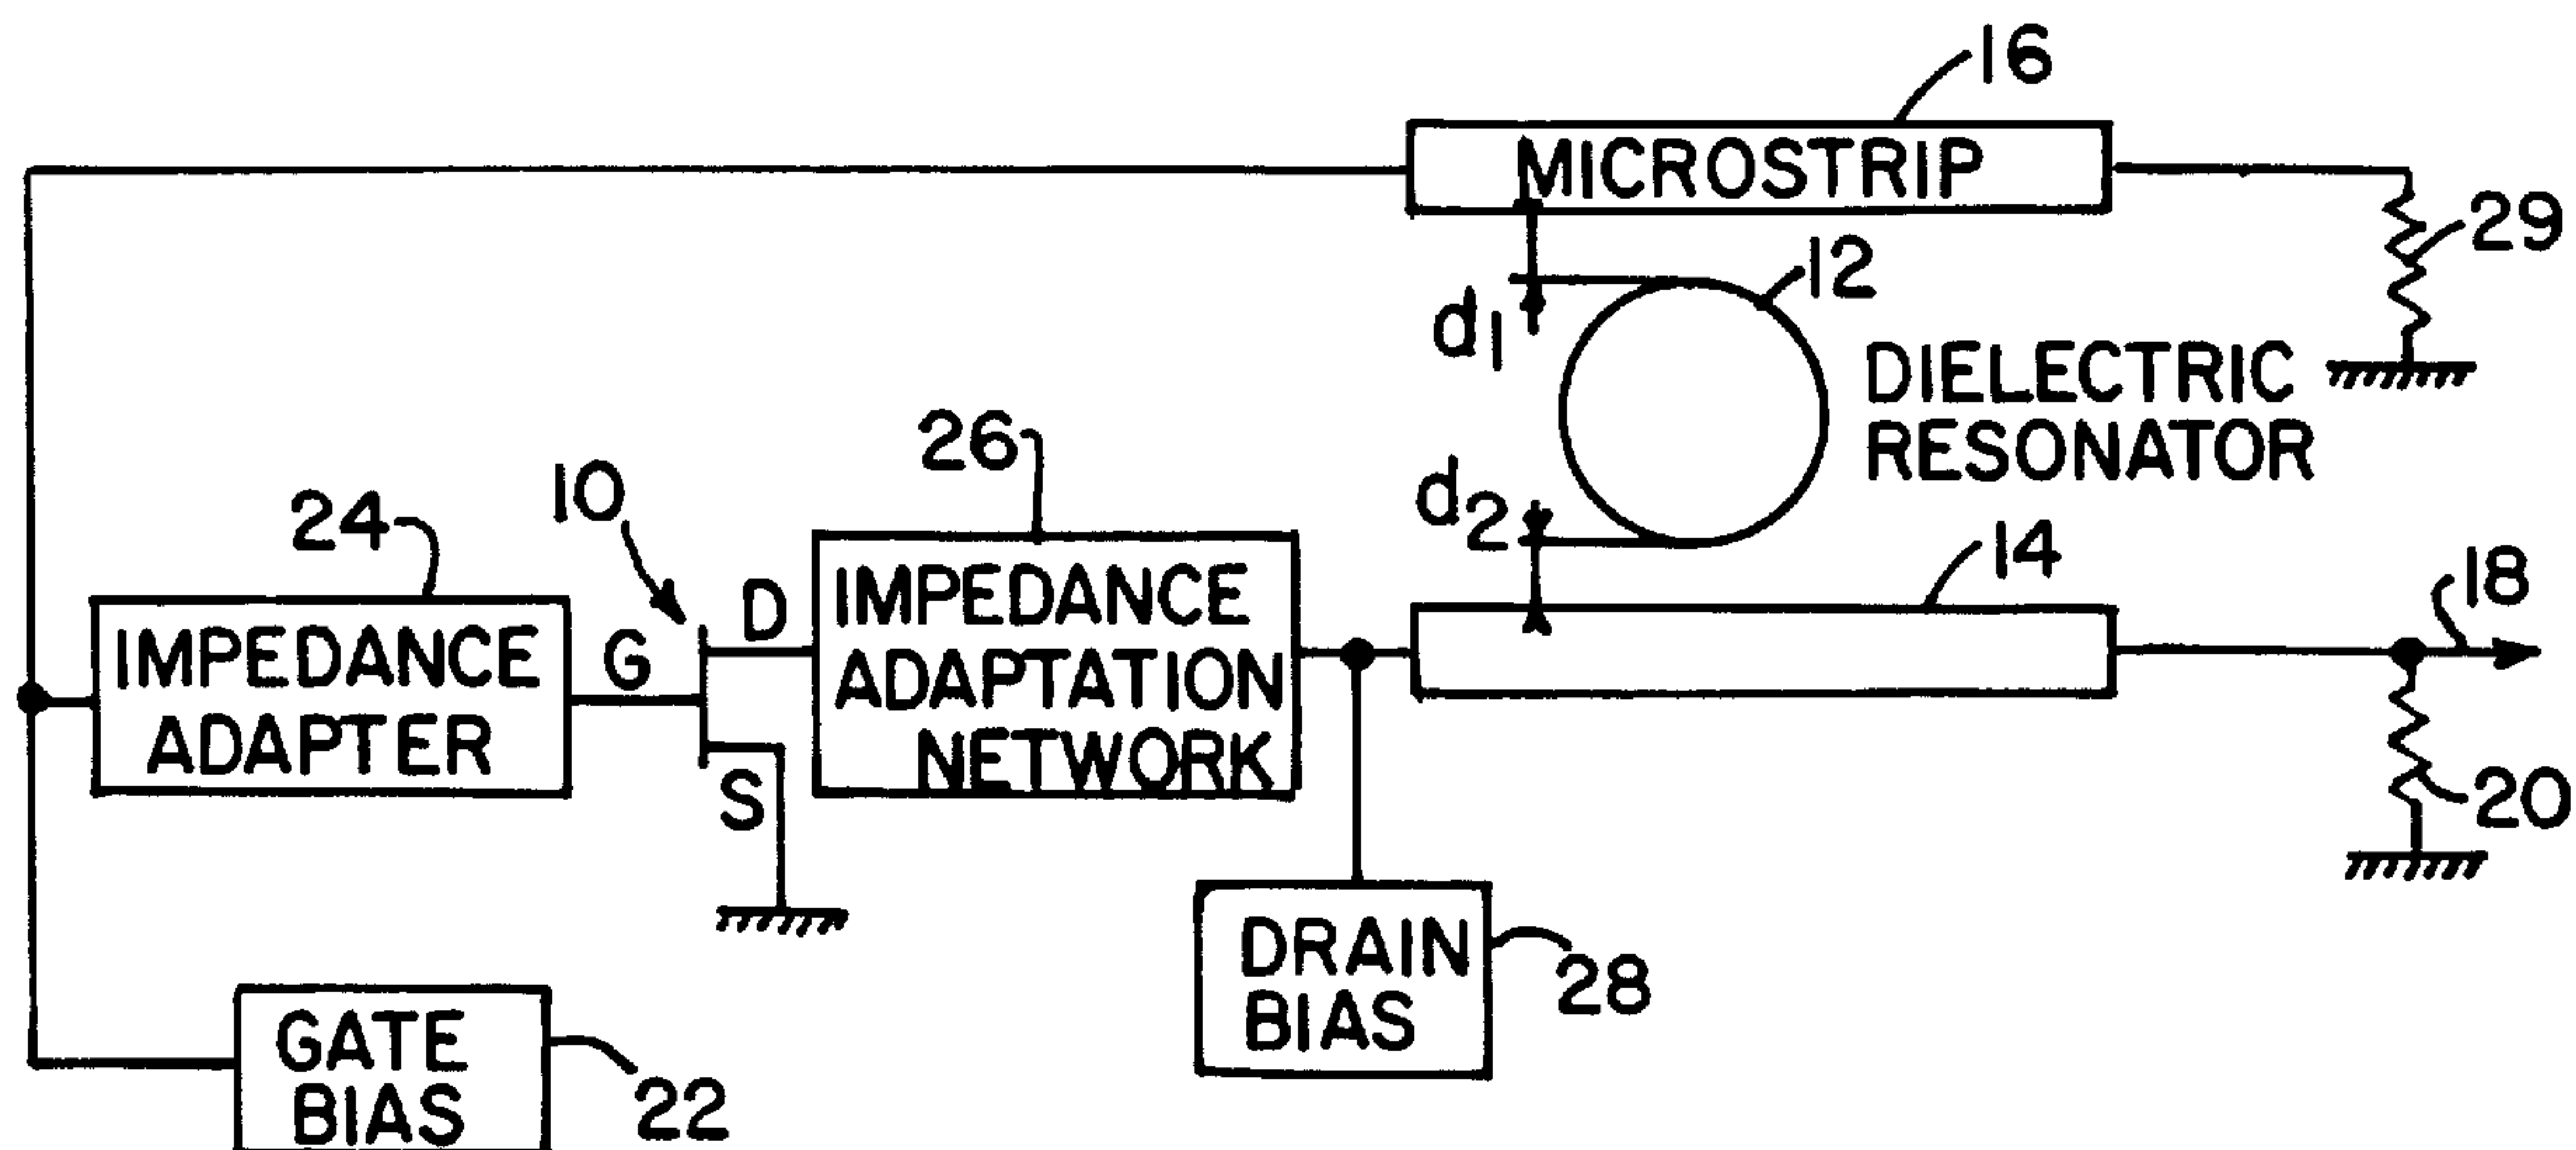 16
MICROSTRIP
29
12
d1
DIELECTRIC
RESONATOR
26
d2
10
24
14
18
D
IMPEDANCE
ADAPTATION
NETWORK
IMPEDANCE
ADAPTER
G
S
20
DRAIN
BIAS
28
GATE
BIAS
22